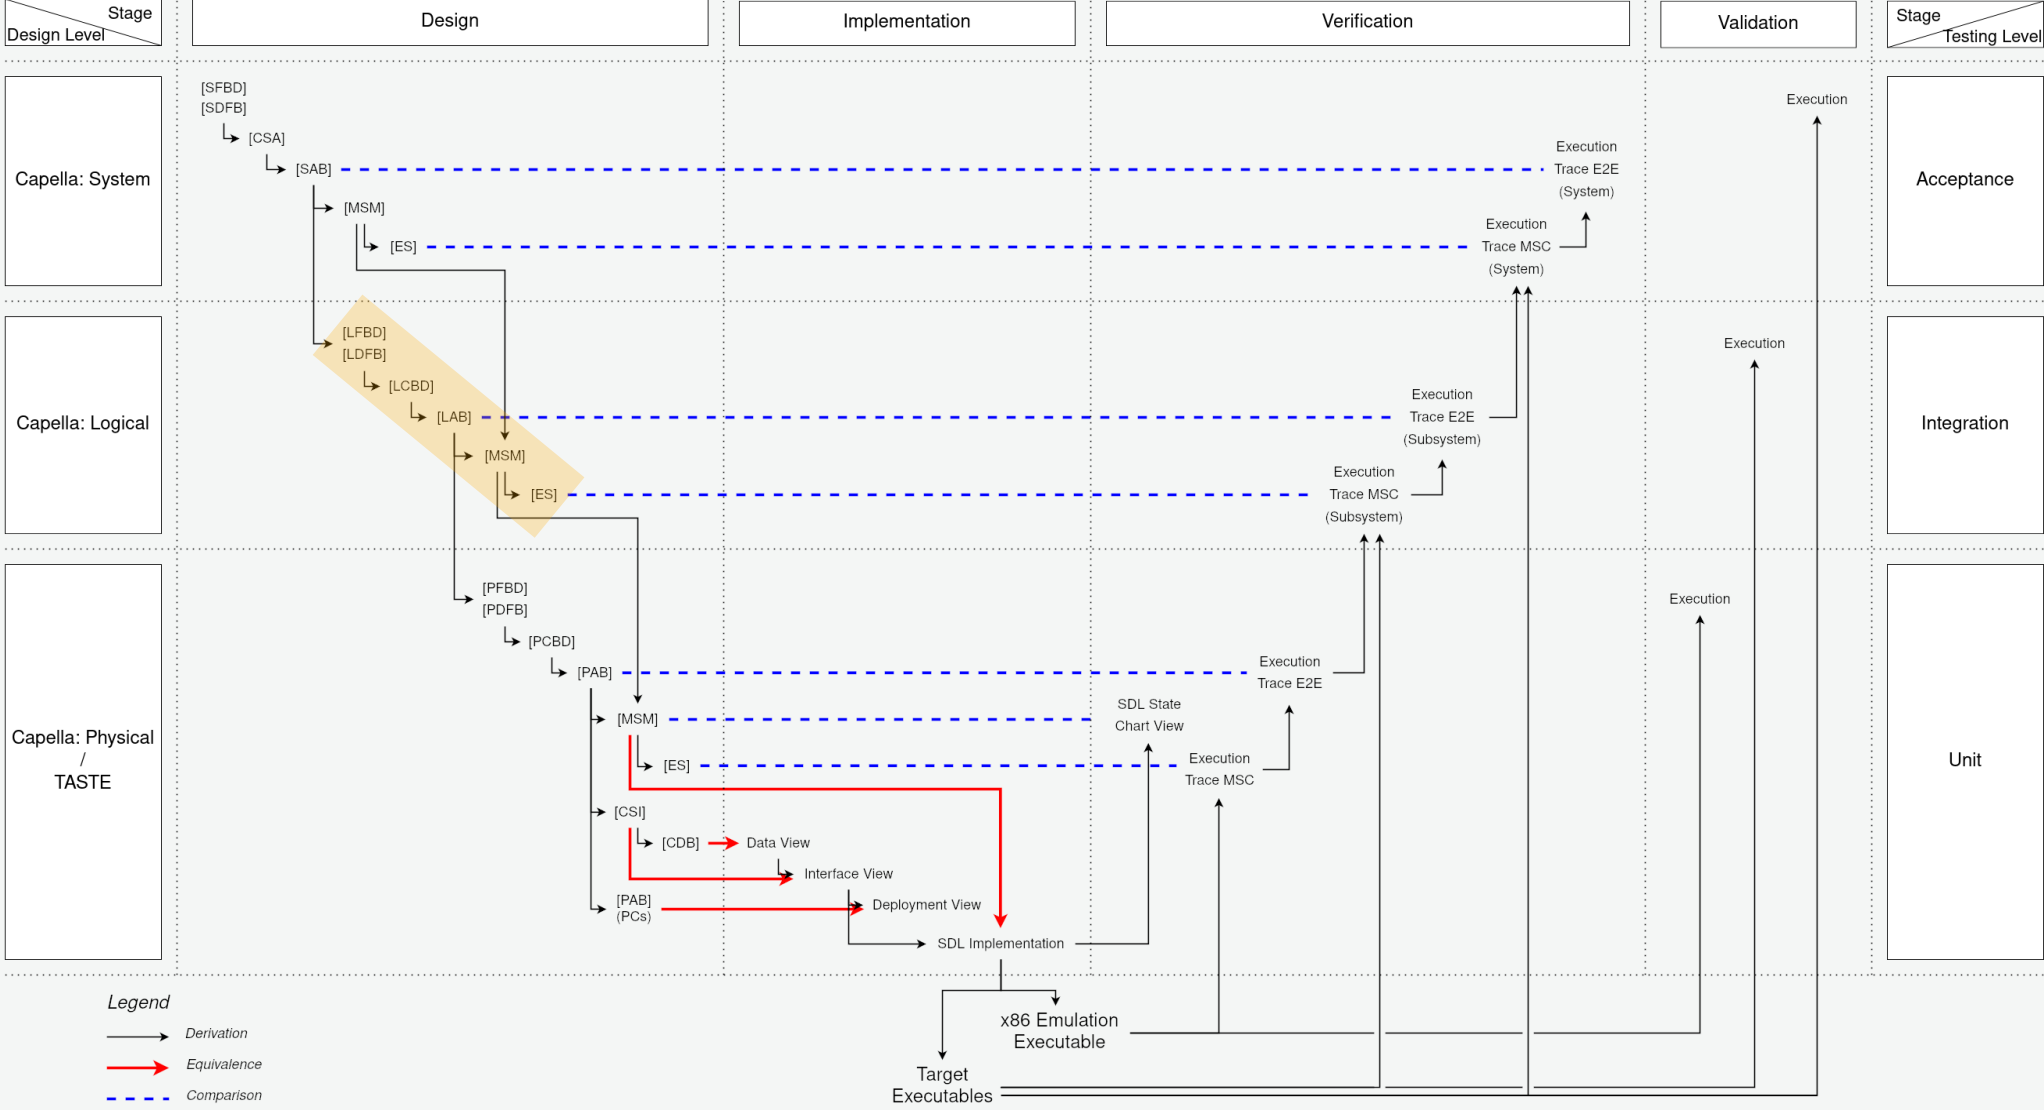 Stage
Design Level
Design
Implementation
Verification
Validation
Stage
Testing Level
Capella: System
[SFBD]
[SDFB]
[CSA]
[SAB]
[MSM]
[ES]
Execution
Trace E2E
(System)
Execution
Trace MSC
(System)
Execution
Acceptance
Capella: Logical
[LFBD]
[LDFB]
[LCBD]
[LAB]
[MSM]
[ES]
Execution
Trace E2E
(Subsystem)
Execution
Trace MSC
(Subsystem)
Execution
Integration
Capella: Physical
/
TASTE
[PFBD]
[PDFB]
[PCBD]
[PAB]
[MSM]
[ES]
[CSI]
[CDB]
[PAB]
(PCs)
Data View
Interface View
Deployment View
SDL Implementation
SDL State
Chart View
Execution
Trace MSC
Execution
Trace E2E
Execution
Unit
x86 Emulation
Executable
Target
Executables
Legend
Derivation
Equivalence
Comparison